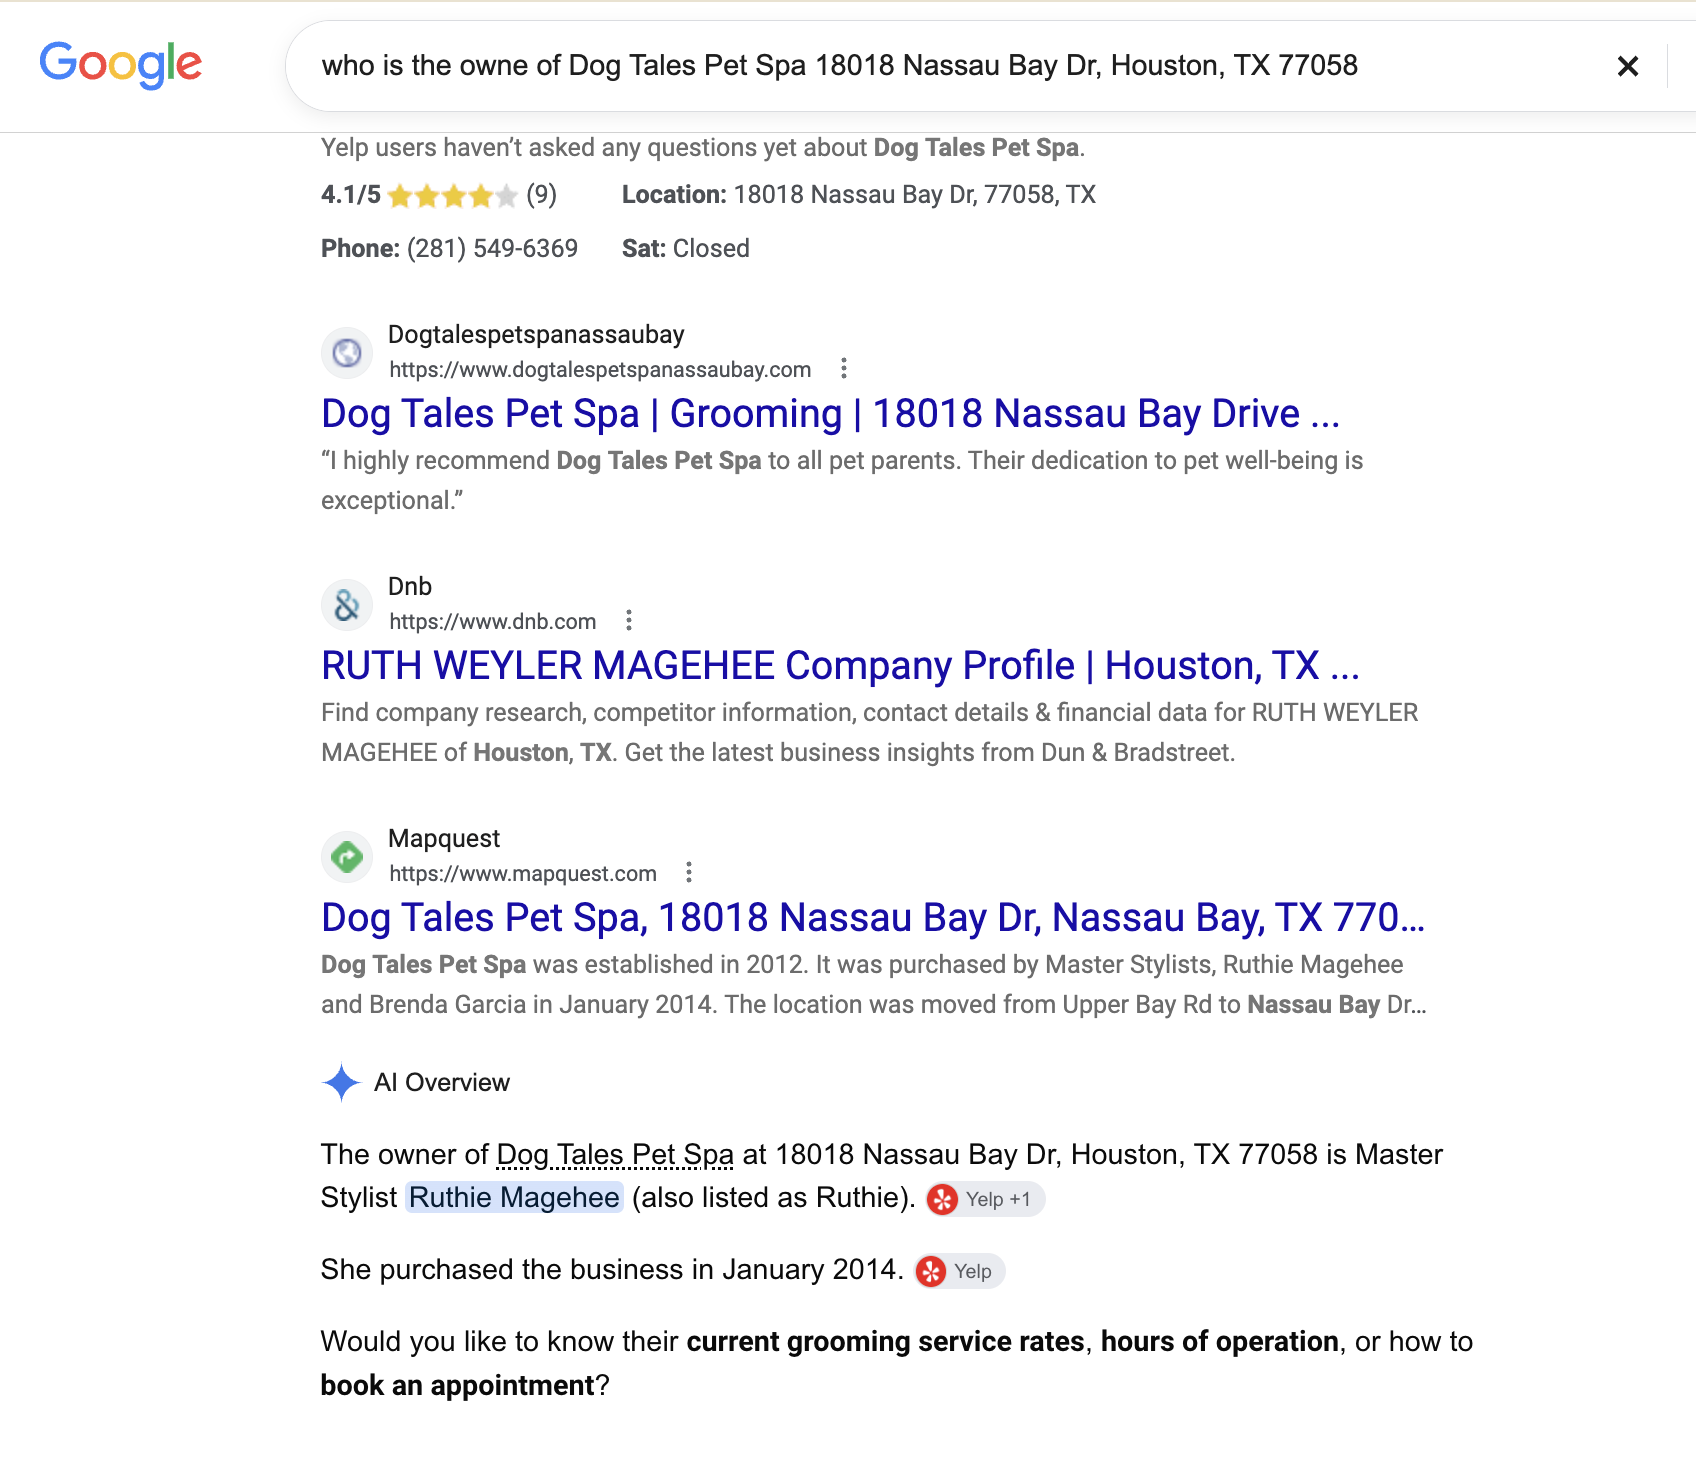 Google
who is the owne of Dog Tales Pet Spa 18018 Nassau Bay Dr, Houston, TX 77058
Yelp users haven’t asked any questions yet about Dog Tales Pet Spa.
4.1/5 (9) Location: 18018 Nassau Bay Dr, 77058, TX
Phone: (281) 549-6369 Sat: Closed
Dogtalespetspanassaubay
https://www.dogtalespetspanassaubay.com
Dog Tales Pet Spa | Grooming | 18018 Nassau Bay Drive ...
“I highly recommend Dog Tales Pet Spa to all pet parents. Their dedication to pet well-being is
exceptional.”
Dnb
https://www.dnb.com
RUTH WEYLER MAGEHEE Company Profile | Houston, TX ...
Find company research, competitor information, contact details & financial data for RUTH WEYLER
MAGEHEE of Houston, TX. Get the latest business insights from Dun & Bradstreet.
Mapquest
https://www.mapquest.com
Dog Tales Pet Spa, 18018 Nassau Bay Dr, Nassau Bay, TX 770...
Dog Tales Pet Spa was established in 2012. It was purchased by Master Stylists, Ruthie Magehee
and Brenda Garcia in January 2014. The location was moved from Upper Bay Rd to Nassau Bay Dr...
AI Overview
The owner of Dog Tales Pet Spa at 18018 Nassau Bay Dr, Houston, TX 77058 is Master
Stylist Ruthie Magehee (also listed as Ruthie). Yelp +1
She purchased the business in January 2014. Yelp
Would you like to know their current grooming service rates, hours of operation, or how to
book an appointment?